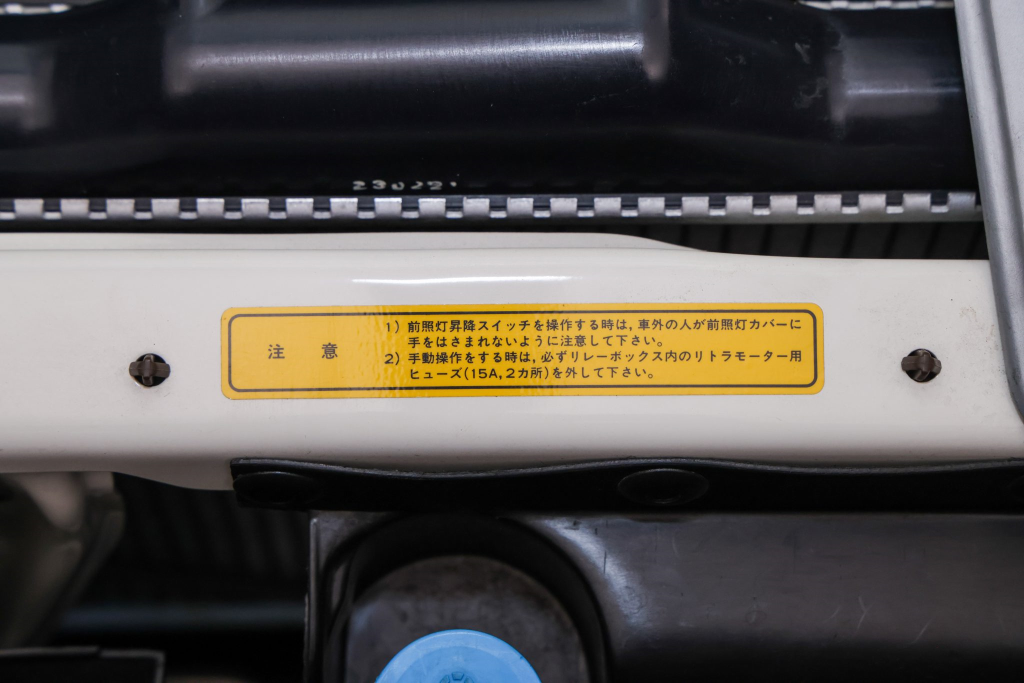 注意
1) 前照灯昇降スイッチを操作する時は, 車外の人が前照灯カバーに
手をはさまれないように注意して下さい。
2) 手動操作をする時は, 必ずリレーボックス内のリトラモーター用
ヒューズ(15A, 2カ所)を外して下さい。